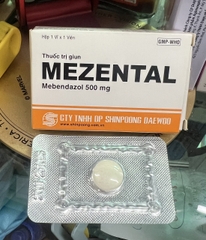 Hộp 1 Vỉ x 1 Viên
GMP-WHO
Thuốc trị giun
MEZENTAL
Mebendazol 500 mg
CTY TNHH DP SHINPOONG DAEWOO